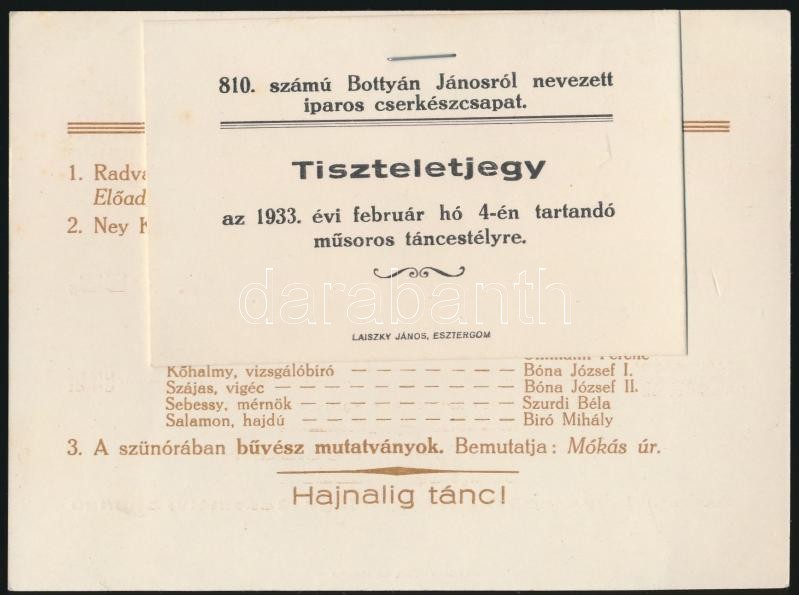 810. számú Bottyán Jánosról nevezett
iparos cserkészcsapat.
Tiszteletjegy
az 1933. évi február hó 4-én tartandó
műsoros táncestélyre.
LAISZKY JÁNOS, ESZTERGOM
darabanth
1. Radva
Előad
2. Ney K
Ferenc
Kőhalmy, vizsgálóbíró — — — — — — — Bóna József I.
Szájas, vigéc — — — — — — — — — — Bóna József II.
Sebessy, mérnök — — — — — — — — — Szurdi Béla
Salamon, hajdú — — — — — — — — — Biró Mihály
3. A szünórában bűvész mutatványok. Bemutatja: Mókás úr.
Hajnalig tánc!